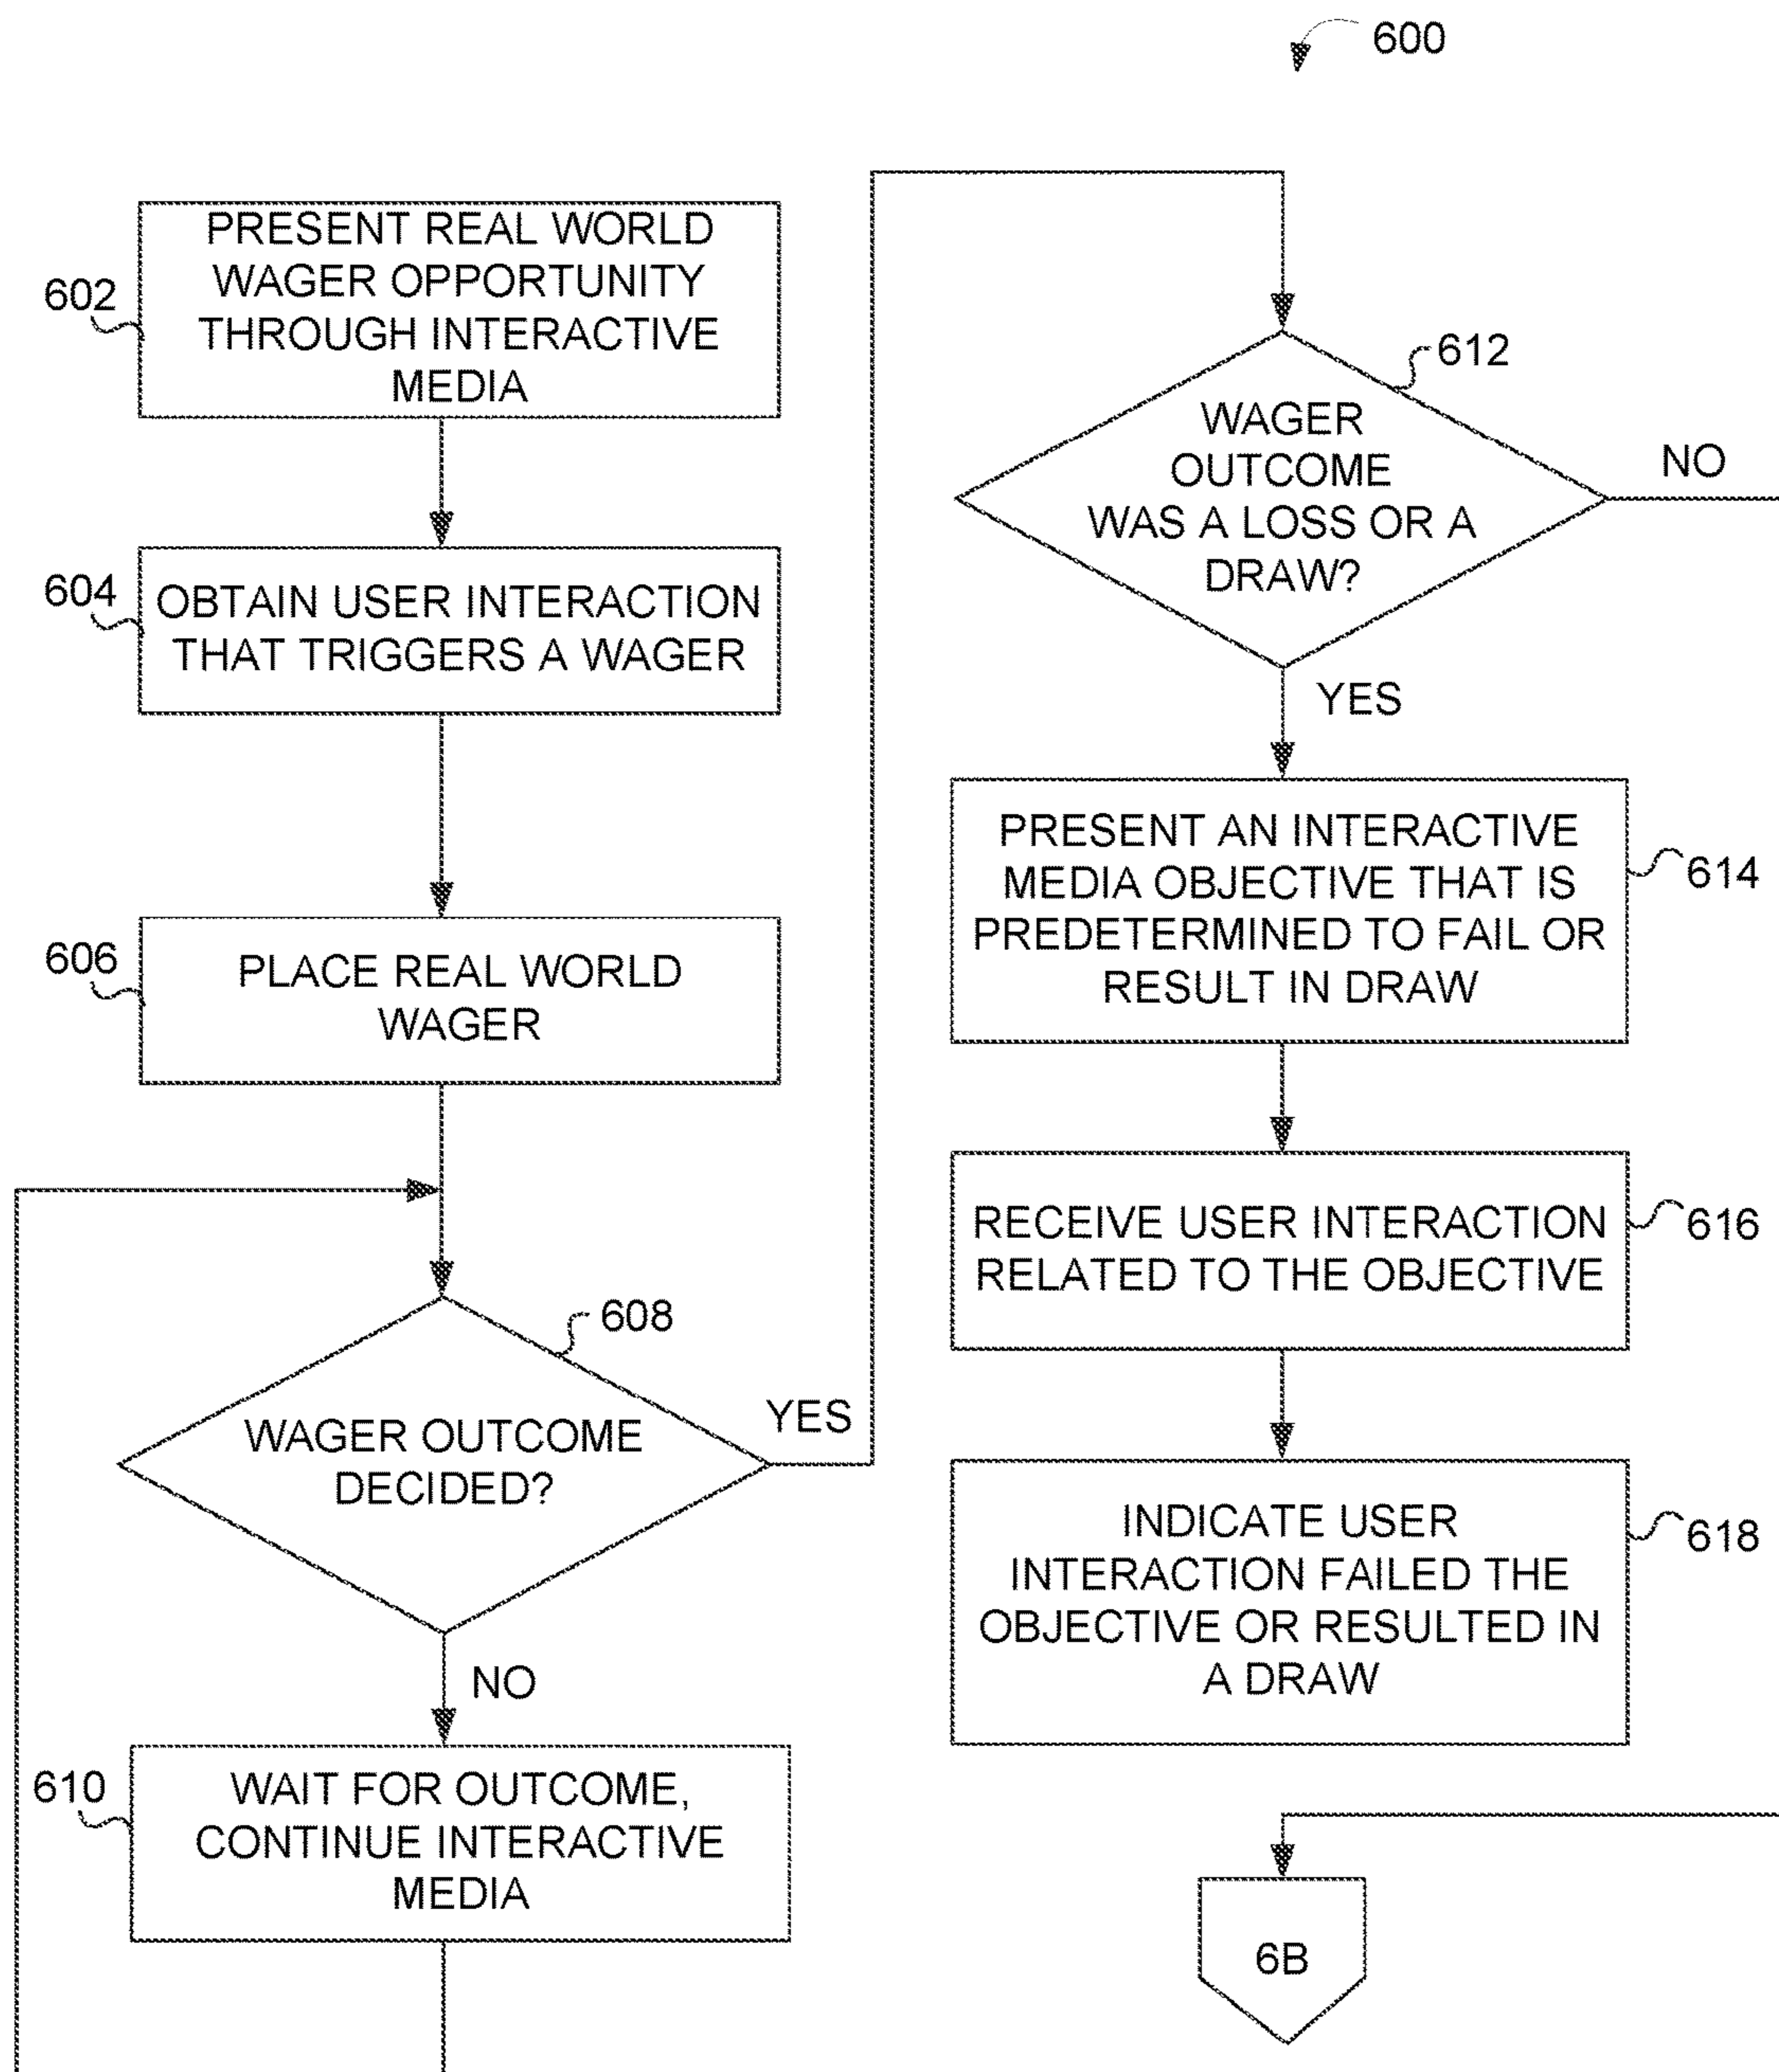 600
602
PRESENT REAL WORLD
WAGER OPPORTUNITY
THROUGH INTERACTIVE
MEDIA
604
OBTAIN USER INTERACTION
THAT TRIGGERS A WAGER
606
PLACE REAL WORLD
WAGER
608
WAGER OUTCOME
DECIDED?
YES
NO
610
WAIT FOR OUTCOME,
CONTINUE INTERACTIVE
MEDIA
612
WAGER
OUTCOME
WAS A LOSS OR A
DRAW?
NO
YES
PRESENT AN INTERACTIVE
MEDIA OBJECTIVE THAT IS
PREDETERMINED TO FAIL OR
RESULT IN DRAW
614
RECEIVE USER INTERACTION
RELATED TO THE OBJECTIVE
616
INDICATE USER
INTERACTION FAILED THE
OBJECTIVE OR RESULTED IN
A DRAW
618
6B